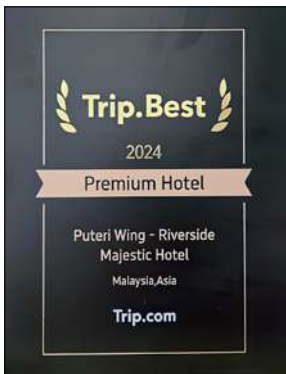 Trip.Best
2024
Premium Hotel
Puteri Wing - Riverside
Majestic Hotel
Malaysia,Asia
Trip.com